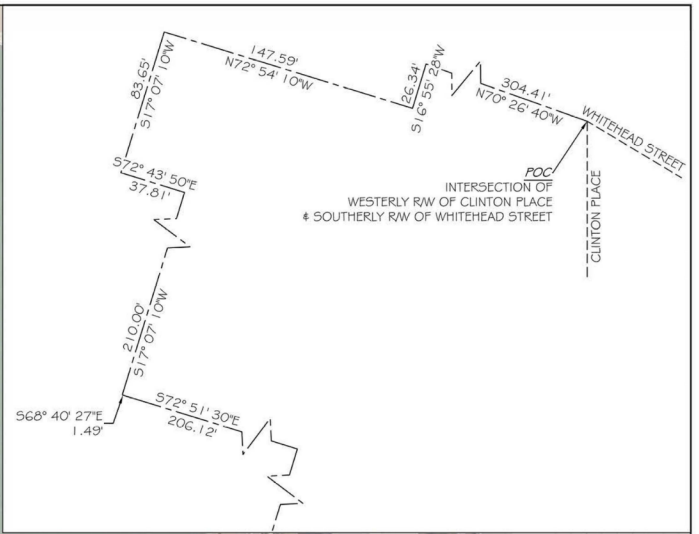 147.59'
N72° 54' 10"W
83.65'
S17° 07' 10"W
26.34'
S16° 55' 28"W
304.41'
N70° 26' 40"W
WHITEHEAD STREET
POC
INTERSECTION OF
WESTERLY R/W OF CLINTON PLACE
& SOUTHERLY R/W OF WHITEHEAD STREET
CLINTON PLACE
S72° 43' 50"E
37.81'
210.00'
S17° 07' 10"W
S68° 40' 27"E
1.49'
S72° 51' 30"E
206.12'